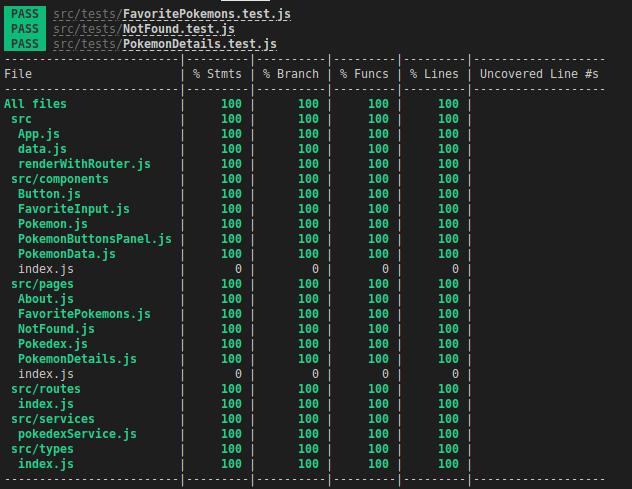 PASS src/tests/FavoritePokemons.test.js
PASS src/tests/NotFound.test.js
PASS src/tests/PokemonDetails.test.js
-------------------------|---------|----------|---------|---------|-------------------
File                     | % Stmts | % Branch | % Funcs | % Lines | Uncovered Line #s
-------------------------|---------|----------|---------|---------|-------------------
All files                |     100 |      100 |     100 |     100 |
 src                     |     100 |      100 |     100 |     100 |
  App.js                 |     100 |      100 |     100 |     100 |
  data.js                |     100 |      100 |     100 |     100 |
  renderWithRouter.js    |     100 |      100 |     100 |     100 |
 src/components          |     100 |      100 |     100 |     100 |
  Button.js              |     100 |      100 |     100 |     100 |
  FavoriteInput.js       |     100 |      100 |     100 |     100 |
  Pokemon.js             |     100 |      100 |     100 |     100 |
  PokemonButtonsPanel.js |     100 |      100 |     100 |     100 |
  PokemonData.js         |     100 |      100 |     100 |     100 |
  index.js               |       0 |        0 |       0 |       0 |
 src/pages               |     100 |      100 |     100 |     100 |
  About.js               |     100 |      100 |     100 |     100 |
  FavoritePokemons.js    |     100 |      100 |     100 |     100 |
  NotFound.js            |     100 |      100 |     100 |     100 |
  Pokedex.js             |     100 |      100 |     100 |     100 |
  PokemonDetails.js      |     100 |      100 |     100 |     100 |
  index.js               |       0 |        0 |       0 |       0 |
 src/routes              |     100 |      100 |     100 |     100 |
  index.js               |     100 |      100 |     100 |     100 |
 src/services            |     100 |      100 |     100 |     100 |
  pokedexService.js      |     100 |      100 |     100 |     100 |
 src/types               |     100 |      100 |     100 |     100 |
  index.js               |     100 |      100 |     100 |     100 |
-------------------------|---------|----------|---------|---------|-------------------